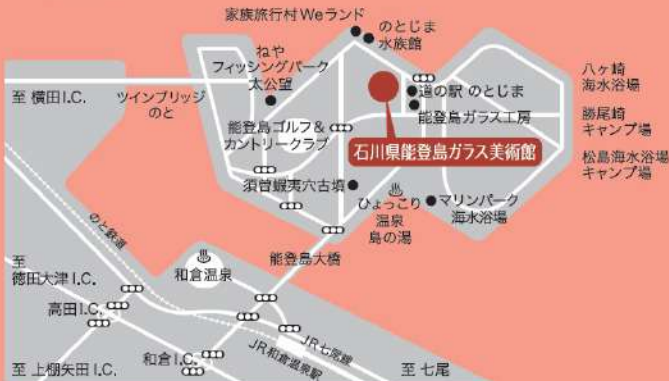 家族旅行村Weランド
のとじま
水族館
ねや
フィッシングパーク
太公望
至 横田I.C.
ツインブリッジ
のと
道の駅 のとじま
能登島ガラス工房
八ヶ崎
海水浴場
勝尾崎
キャンプ場
松島海水浴場
キャンプ場
能登島ゴルフ&
カントリークラブ
石川県能登島ガラス美術館
須曽蝦夷穴古墳
ひょっこり
温泉
島の湯
マリンパーク
海水浴場
のと鉄道
能登島大橋
和倉温泉
至
徳田大津I.C.
高田I.C.
和倉I.C.
JR七尾線
JR和倉温泉駅
至 上棚矢田I.C.
至 七尾